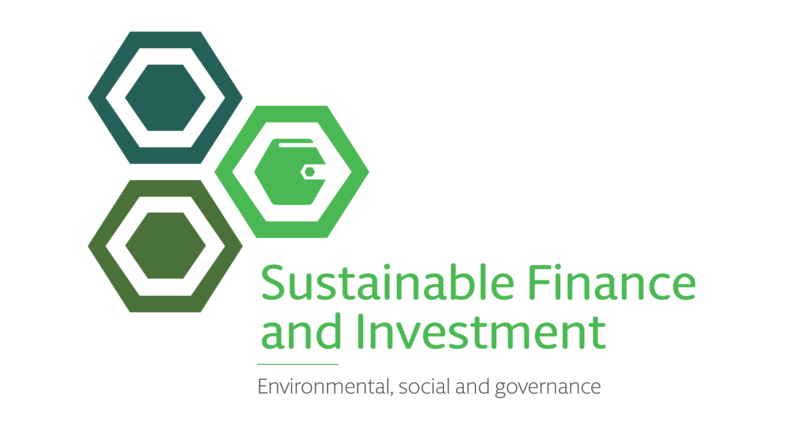 Sustainable Finance
and Investment
Environmental, social and governance